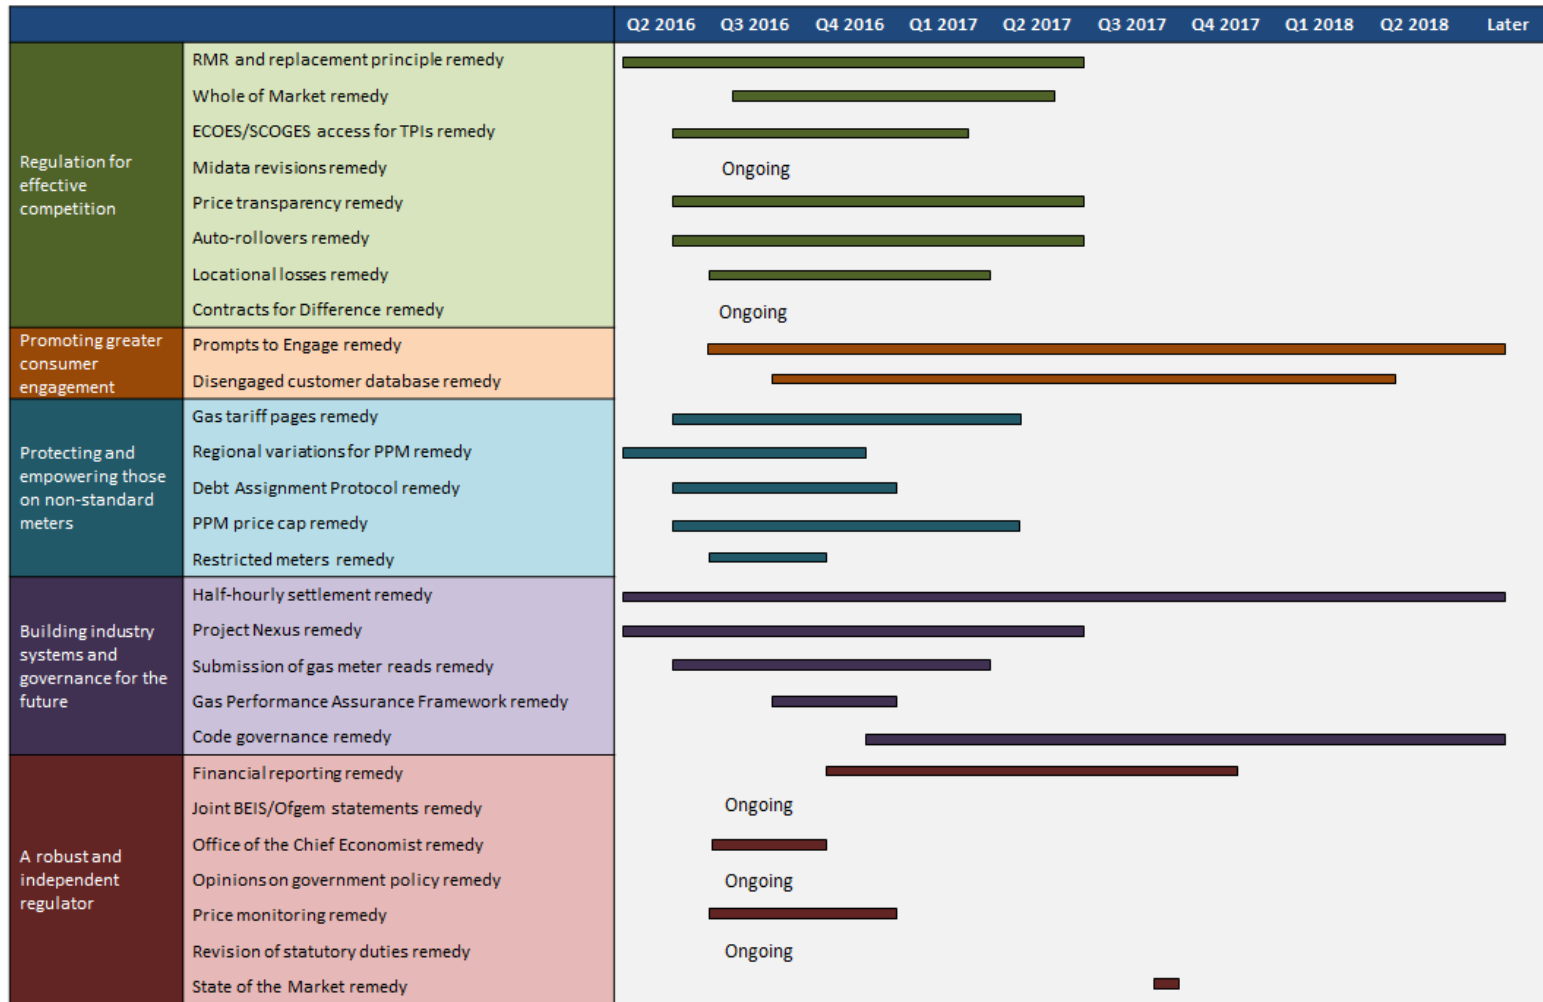 Q2 2016 Q3 2016 Q4 2016 Q1 2017 Q2 2017 Q3 2017 Q4 2017 Q1 2018 Q2 2018 Later
Regulation for
effective
competition
RMR and replacement principle remedy
Whole of Market remedy
ECOES/SCOGES access for TPIs remedy
Midata revisions remedy Ongoing
Price transparency remedy
Auto-rollovers remedy
Locational losses remedy
Contracts for Difference remedy Ongoing
Promoting greater
consumer
engagement
Prompts to Engage remedy
Disengaged customer database remedy
Protecting and
empowering those
on non-standard
meters
Gas tariff pages remedy
Regional variations for PPM remedy
Debt Assignment Protocol remedy
PPM price cap remedy
Restricted meters remedy
Building industry
systems and
governance for the
future
Half-hourly settlement remedy
Project Nexus remedy
Submission of gas meter reads remedy
Gas Performance Assurance Framework remedy
Code governance remedy
A robust and
independent
regulator
Financial reporting remedy
Joint BEIS/Ofgem statements remedy Ongoing
Office of the Chief Economist remedy
Opinions on government policy remedy Ongoing
Price monitoring remedy
Revision of statutory duties remedy Ongoing
State of the Market remedy